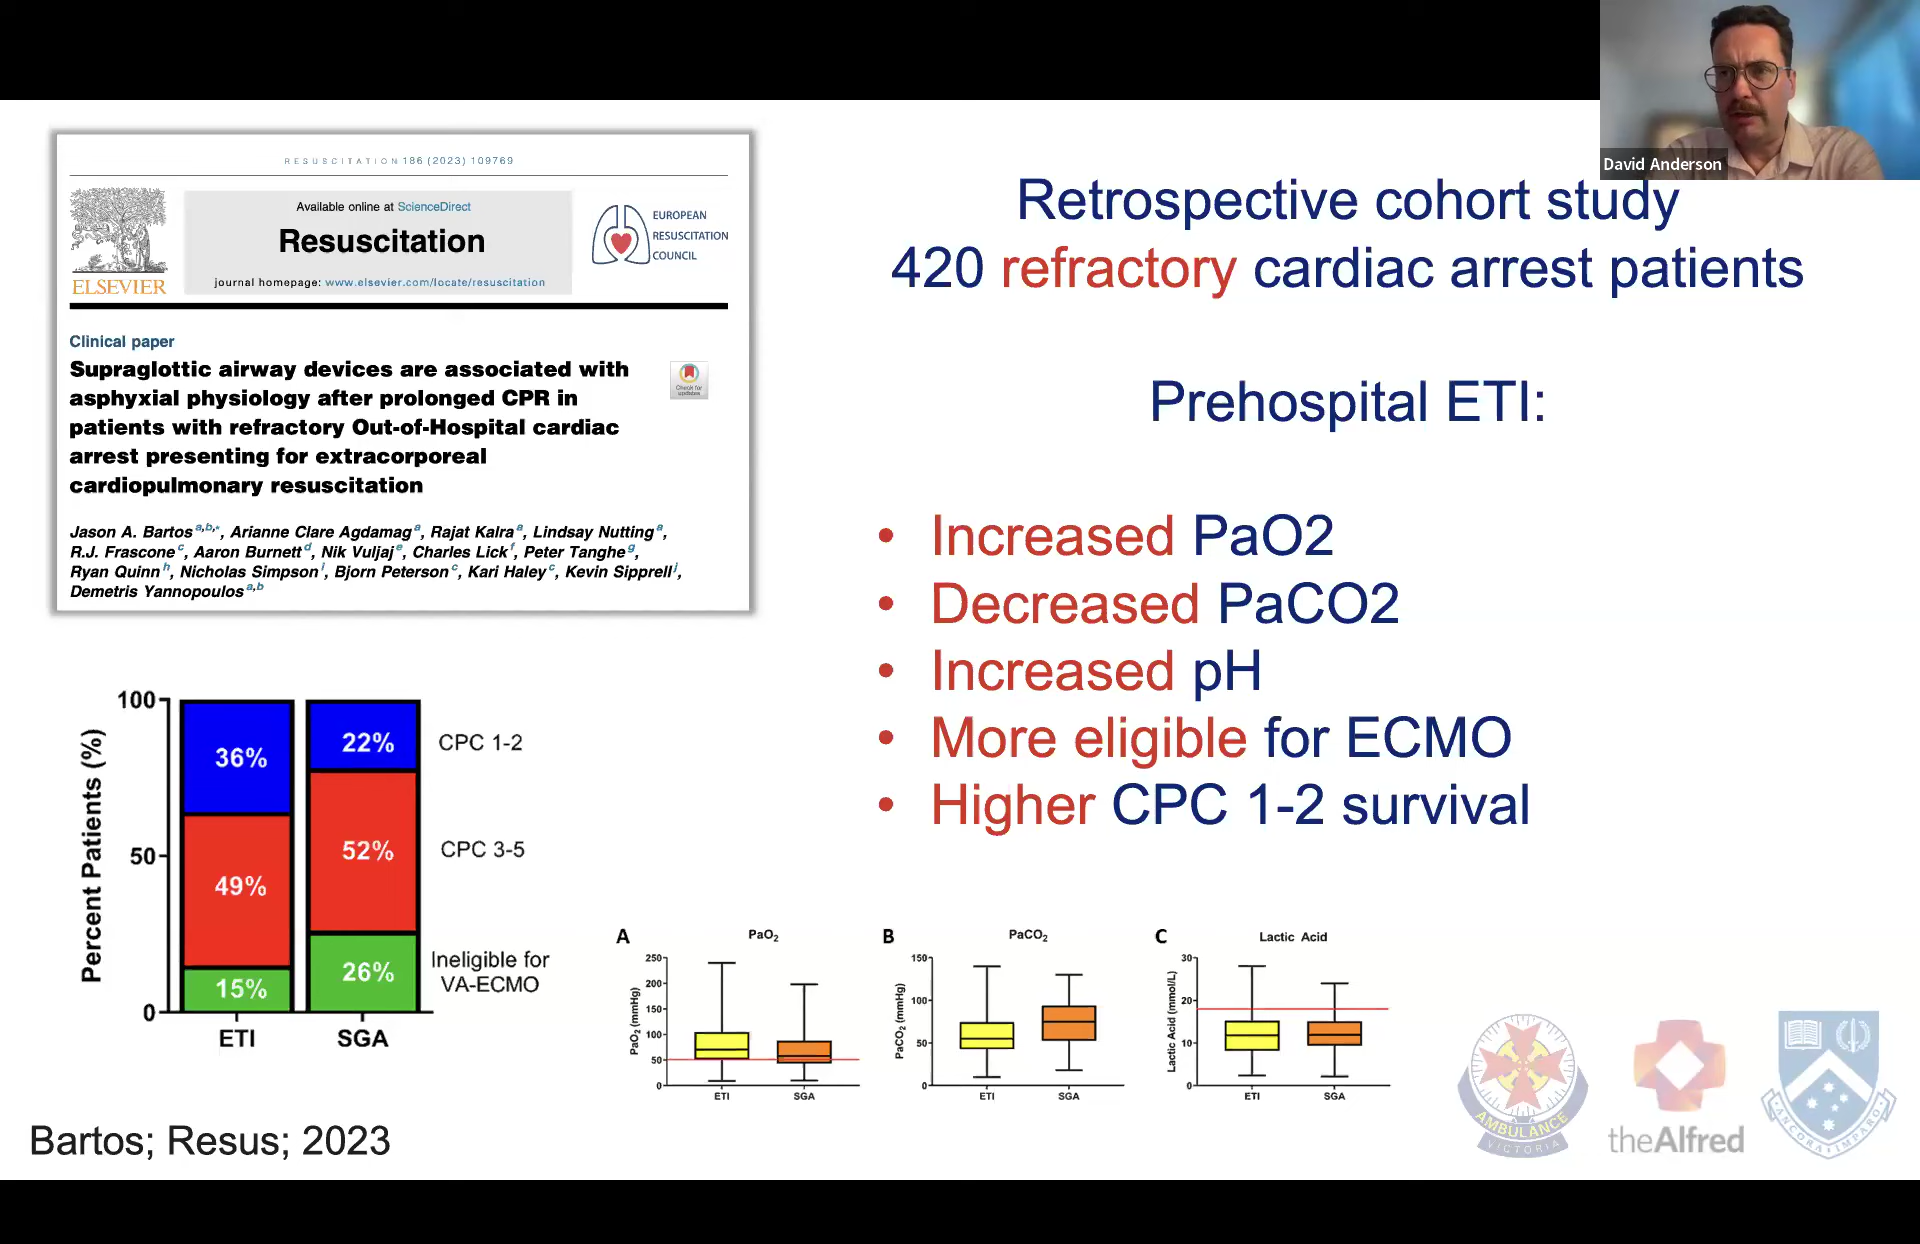 David Anderson
RESUSCITATION 186 (2023) 109769
Available online at ScienceDirect
Resuscitation
journal homepage: www.elsevier.com/locate/resuscitation
ELSEVIER
EUROPEAN
RESUSCITATION
COUNCIL
Clinical paper
Supraglottic airway devices are associated with
asphyxial physiology after prolonged CPR in
patients with refractory Out-of-Hospital cardiac
arrest presenting for extracorporeal
cardiopulmonary resuscitation
Check for
updates
Jason A. Bartos a,b,*, Arianne Clare Agdamag a, Rajat Kalra a, Lindsay Nutting a,
R.J. Frascone c, Aaron Burnett d, Nik Vuljaj e, Charles Lick f, Peter Tanghe g,
Ryan Quinn h, Nicholas Simpson i, Bjorn Peterson c, Kari Haley c, Kevin Sipprell j,
Demetris Yannopoulos a,b
Retrospective cohort study
420 refractory cardiac arrest patients
Prehospital ETI:
• Increased PaO2
• Decreased PaCO2
• Increased pH
• More eligible for ECMO
• Higher CPC 1-2 survival
Percent Patients (%)
100
50
0
36%
49%
15%
22%
52%
26%
CPC 1-2
CPC 3-5
Ineligible for
VA-ECMO
ETI
SGA
A
PaO2
PaO2 (mmHg)
250
200
150
100
50
0
ETI
SGA
B
PaCO2
PaCO2 (mmHg)
150
100
50
0
ETI
SGA
C
Lactic Acid
Lactic Acid (mmol/L)
30
20
10
0
ETI
SGA
Bartos; Resus; 2023
AMBULANCE
VICTORIA
theAlfred
ANCORA IMPARO